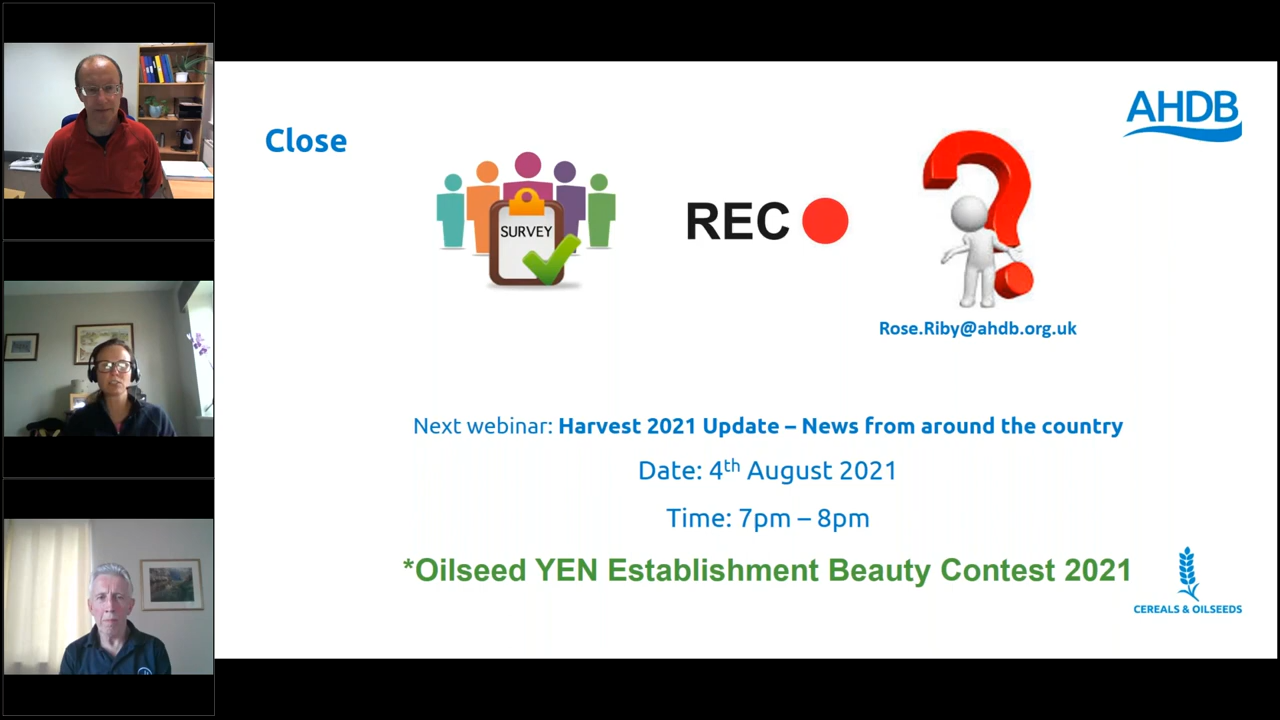 AHDB
Close
SURVEY
REC
Rose.Riby@ahdb.org.uk
Next webinar: Harvest 2021 Update – News from around the country
Date: 4th August 2021
Time: 7pm – 8pm
*Oilseed YEN Establishment Beauty Contest 2021
CEREALS & OILSEEDS